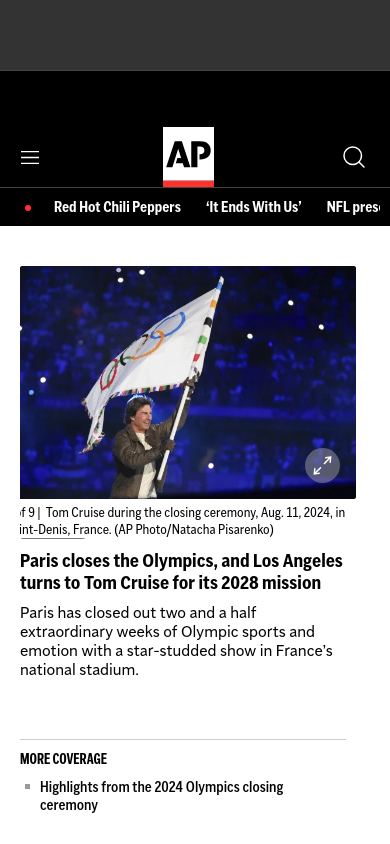 AP
Red Hot Chili Peppers ‘It Ends With Us’ NFL pres
of 9 | Tom Cruise during the closing ceremony, Aug. 11, 2024, in
int-Denis, France. (AP Photo/Natacha Pisarenko)
Paris closes the Olympics, and Los Angeles
turns to Tom Cruise for its 2028 mission
Paris has closed out two and a half
extraordinary weeks of Olympic sports and
emotion with a star-studded show in France’s
national stadium.
MORE COVERAGE
Highlights from the 2024 Olympics closing
ceremony